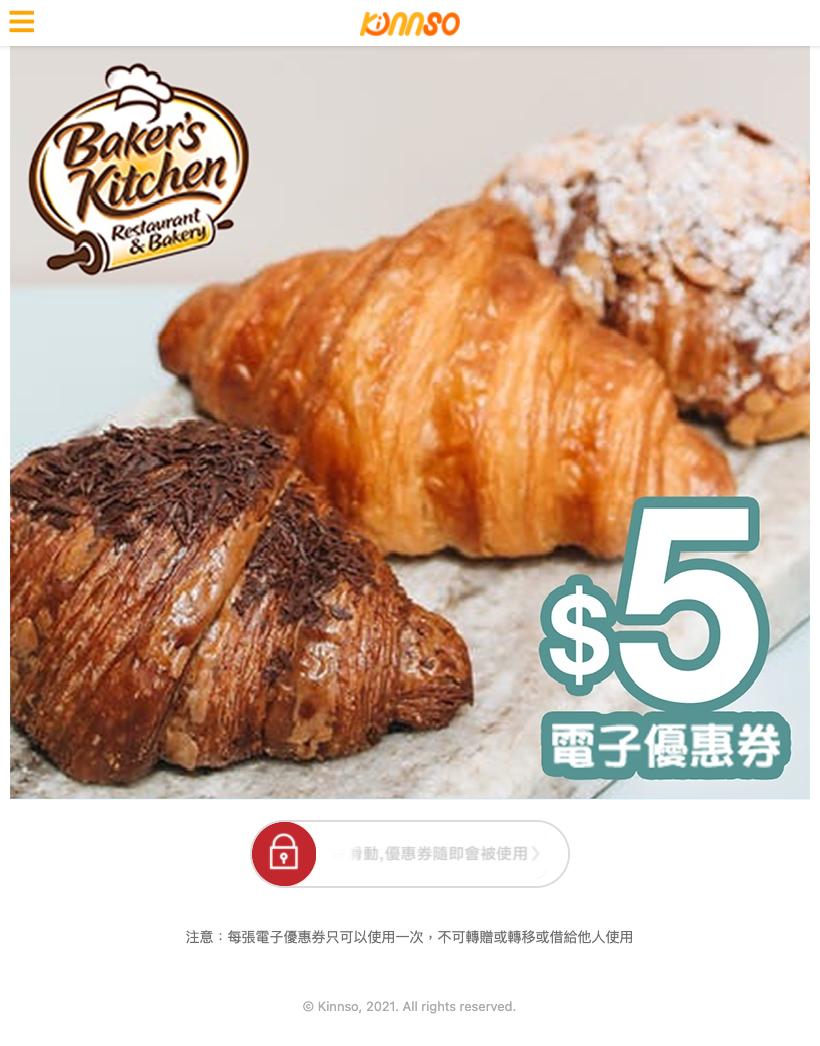 Kinnso
Baker's
Kitchen
Restaurant
& Bakery
$5
電子優惠券
滑動,優惠券隨即會被使用
注意：每張電子優惠券只可以使用一次，不可轉贈或轉移或借給他人使用
© Kinnso, 2021. All rights reserved.